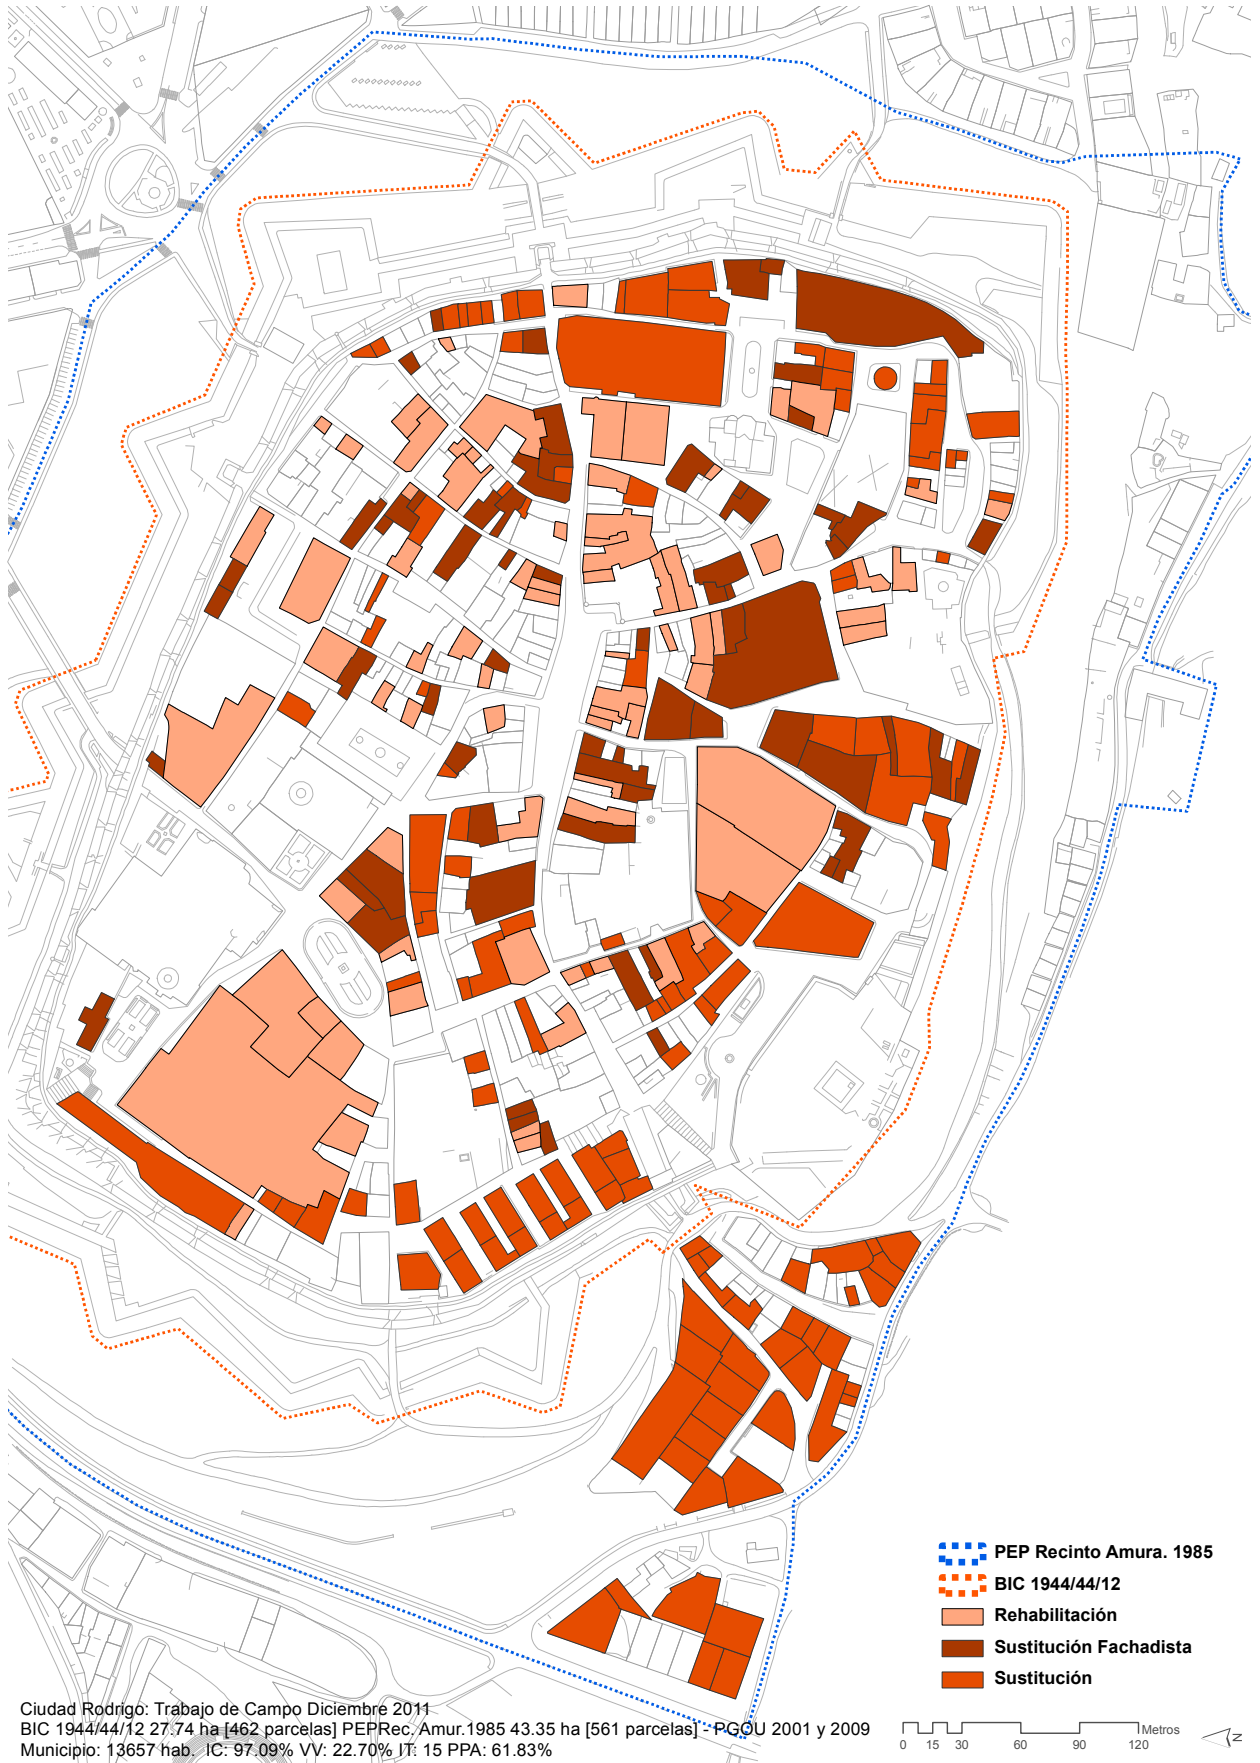 PEP Recinto Amura. 1985
BIC 1944/44/12
Rehabilitación
Sustitución Fachadista
Sustitución
Ciudad Rodrigo: Trabajo de Campo Diciembre 2011
BIC 1944/44/12 27.74 ha [462 parcelas] PEPRec. Amur.1985 43.35 ha [561 parcelas] - PGOU 2001 y 2009
Municipio: 13657 hab. IC: 97.09% VV: 22.70% IT: 15 PPA: 61.83%
Metros
0 15 30 60 90 120
N